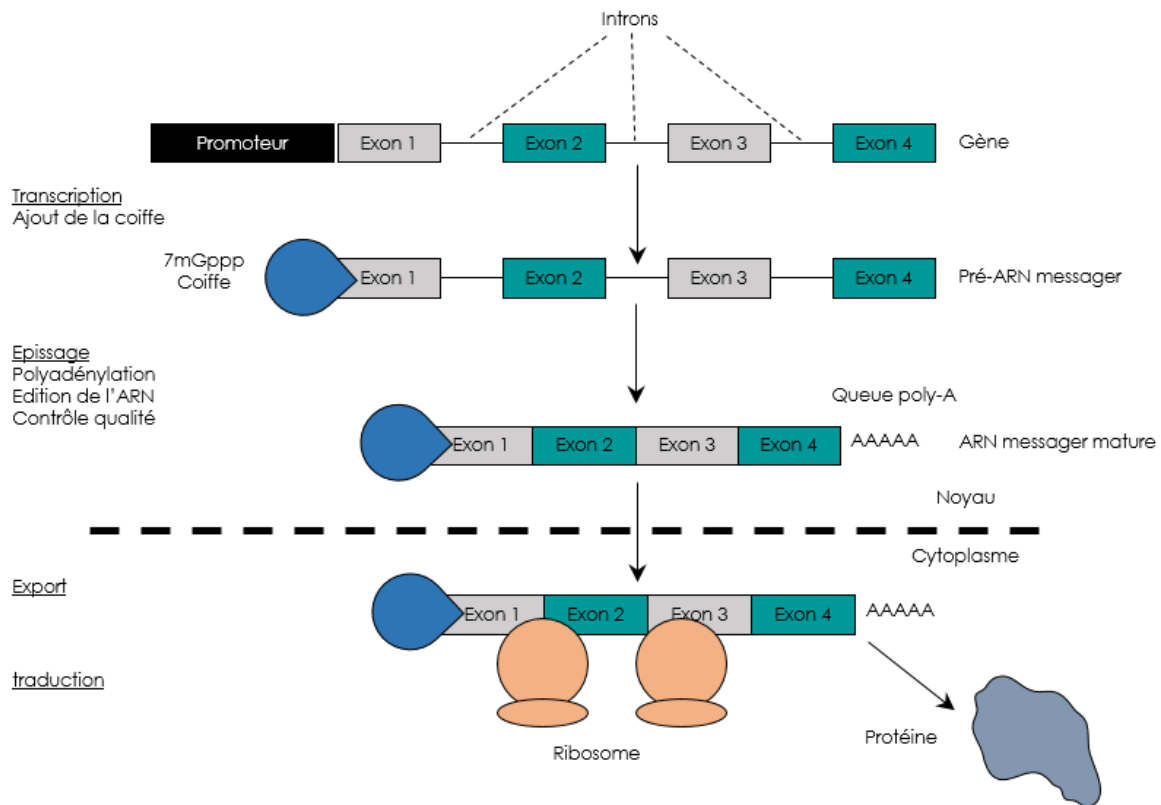 Introns
Promoteur
Exon 1
Exon 2
Exon 3
Exon 4
Gène
Transcription
Ajout de la coiffe
7mGppp
Coiffe
Exon 1
Exon 2
Exon 3
Exon 4
Pré-ARN messager
Epissage
Polyadénylation
Edition de l'ARN
Contrôle qualité
Queue poly-A
Exon 1
Exon 2
Exon 3
Exon 4
AAAAA
ARN messager mature
Noyau
Cytoplasme
Export
Exon 1
Exon 2
Exon 3
Exon 4
AAAAA
traduction
Ribosome
Protéine